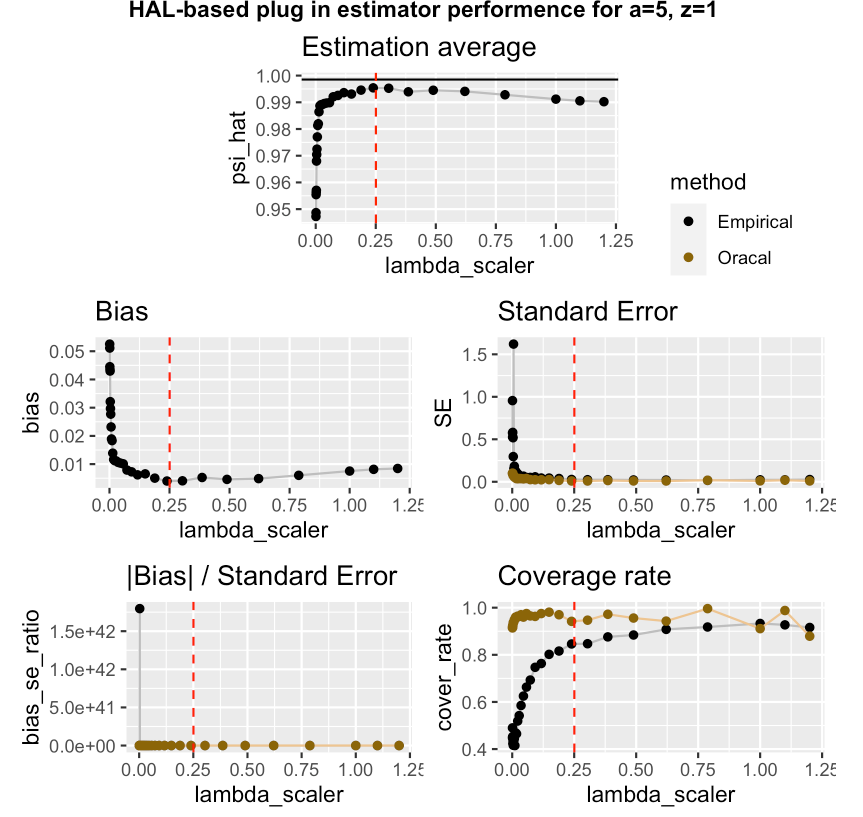 HAL-based plug in estimator performence for a=5, z=1
Estimation average
1.00
0.99
0.98
0.97
0.96
0.95
psi_hat
0.00 0.25 0.50 0.75 1.00 1.25
lambda_scaler
method
Empirical
Oracal
Bias
0.05
0.04
0.03
0.02
0.01
bias
0.00 0.25 0.50 0.75 1.00 1.25
lambda_scaler
Standard Error
1.5
1.0
0.5
0.0
SE
0.00 0.25 0.50 0.75 1.00 1.25
lambda_scaler
|Bias| / Standard Error
1.5e+42
1.0e+42
5.0e+41
0.0e+00
bias_se_ratio
0.00 0.25 0.50 0.75 1.00 1.25
lambda_scaler
Coverage rate
1.0
0.8
0.6
0.4
cover_rate
0.00 0.25 0.50 0.75 1.00 1.25
lambda_scaler